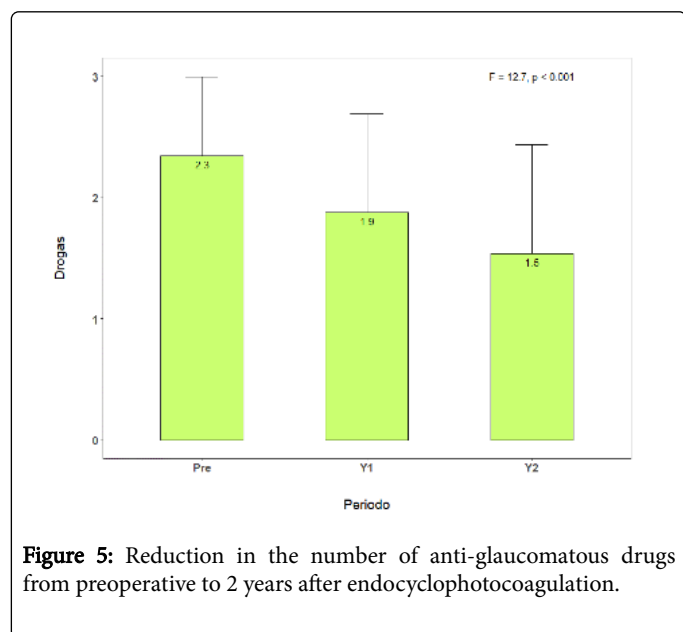 3
F = 12.7, p < 0.001
2.3
2
1.9
1.5
Drogas
1
0
Pre
Y1
Y2
Periodo
Figure 5: Reduction in the number of anti-glaucomatous drugs
from preoperative to 2 years after endocyclophotocoagulation.